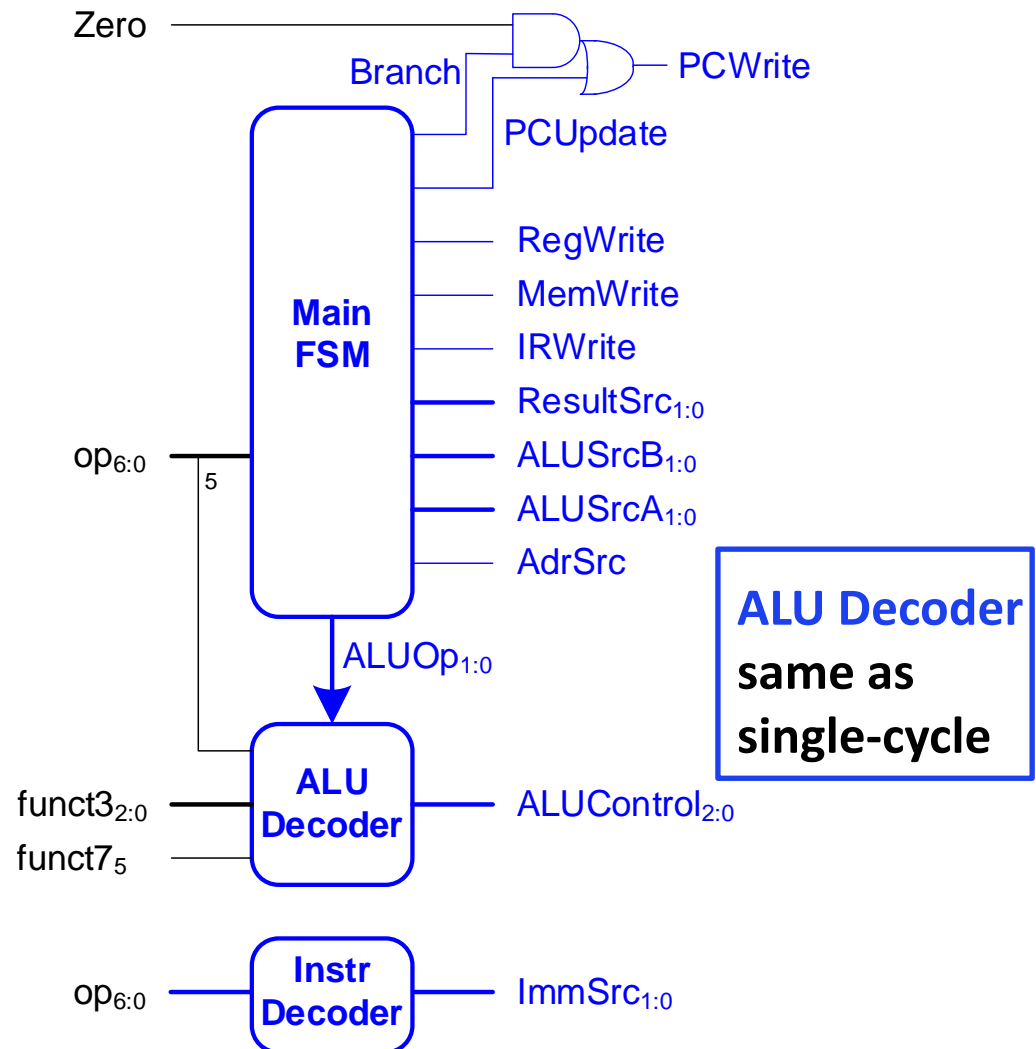 Zero
Branch
PCWrite
PCUpdate
RegWrite
MemWrite
Main
FSM
IRWrite
ResultSrc1:0
op6:0
5
ALUSrcB1:0
ALUSrcA1:0
AdrSrc
ALUOp1:0
ALU Decoder
same as
single-cycle
funct32:0
funct75
ALU
Decoder
ALUControl2:0
op6:0
Instr
Decoder
ImmSrc1:0